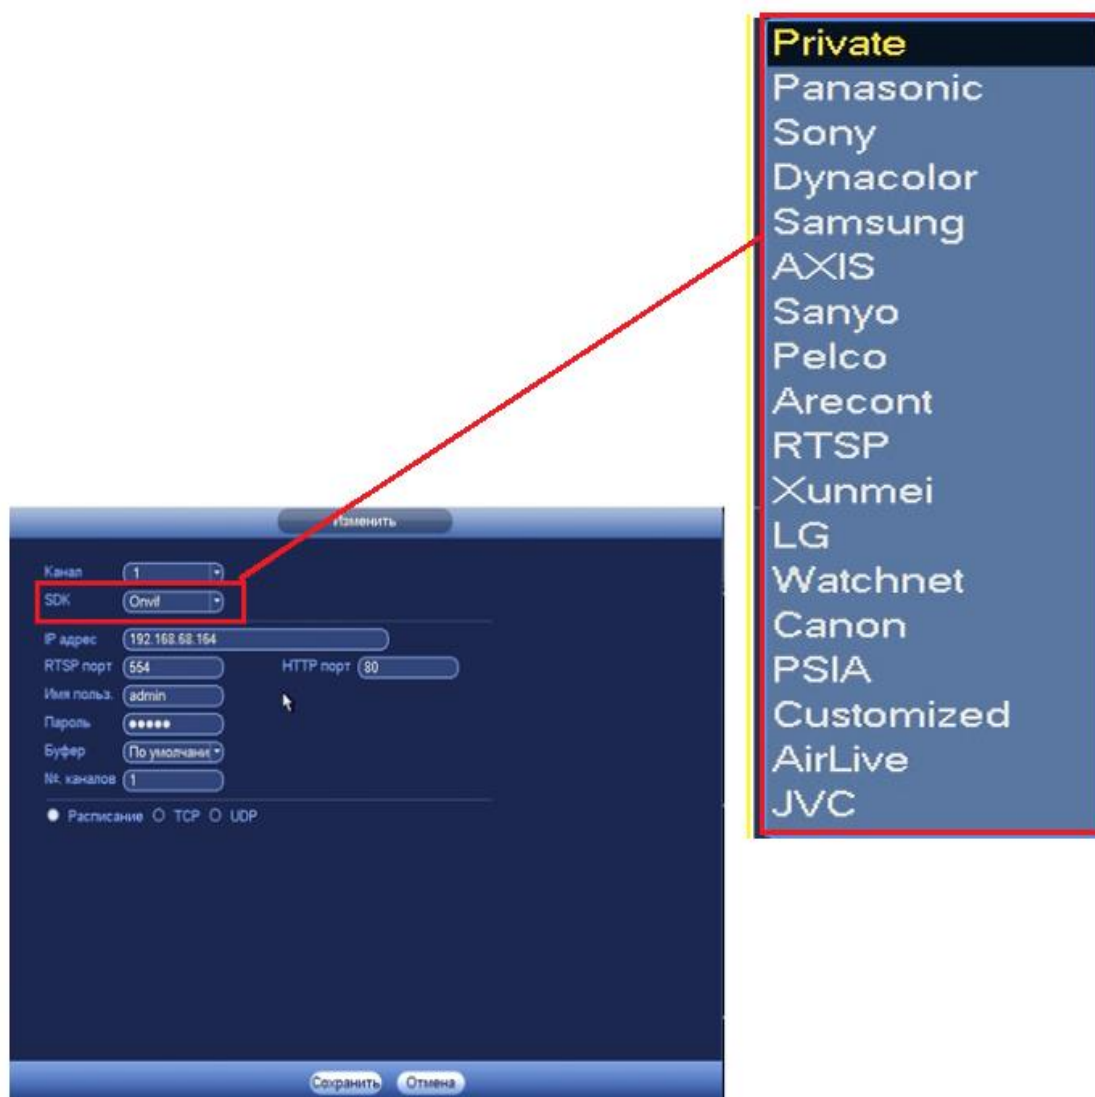 Private
Panasonic
Sony
Dynacolor
Samsung
AXIS
Sanyo
Pelco
Arecont
RTSP
Xunmei
LG
Watchnet
Canon
PSIA
Customized
AirLive
JVC
Изменить
Канал 1
SDK Onvif
IP адрес 192.168.68.164
RTSP порт 554 HTTP порт 80
Имя польз. admin
Пароль •••••
Буфер По умолчани
№. каналов 1
Расписание TCP UDP
Сохранить Отмена